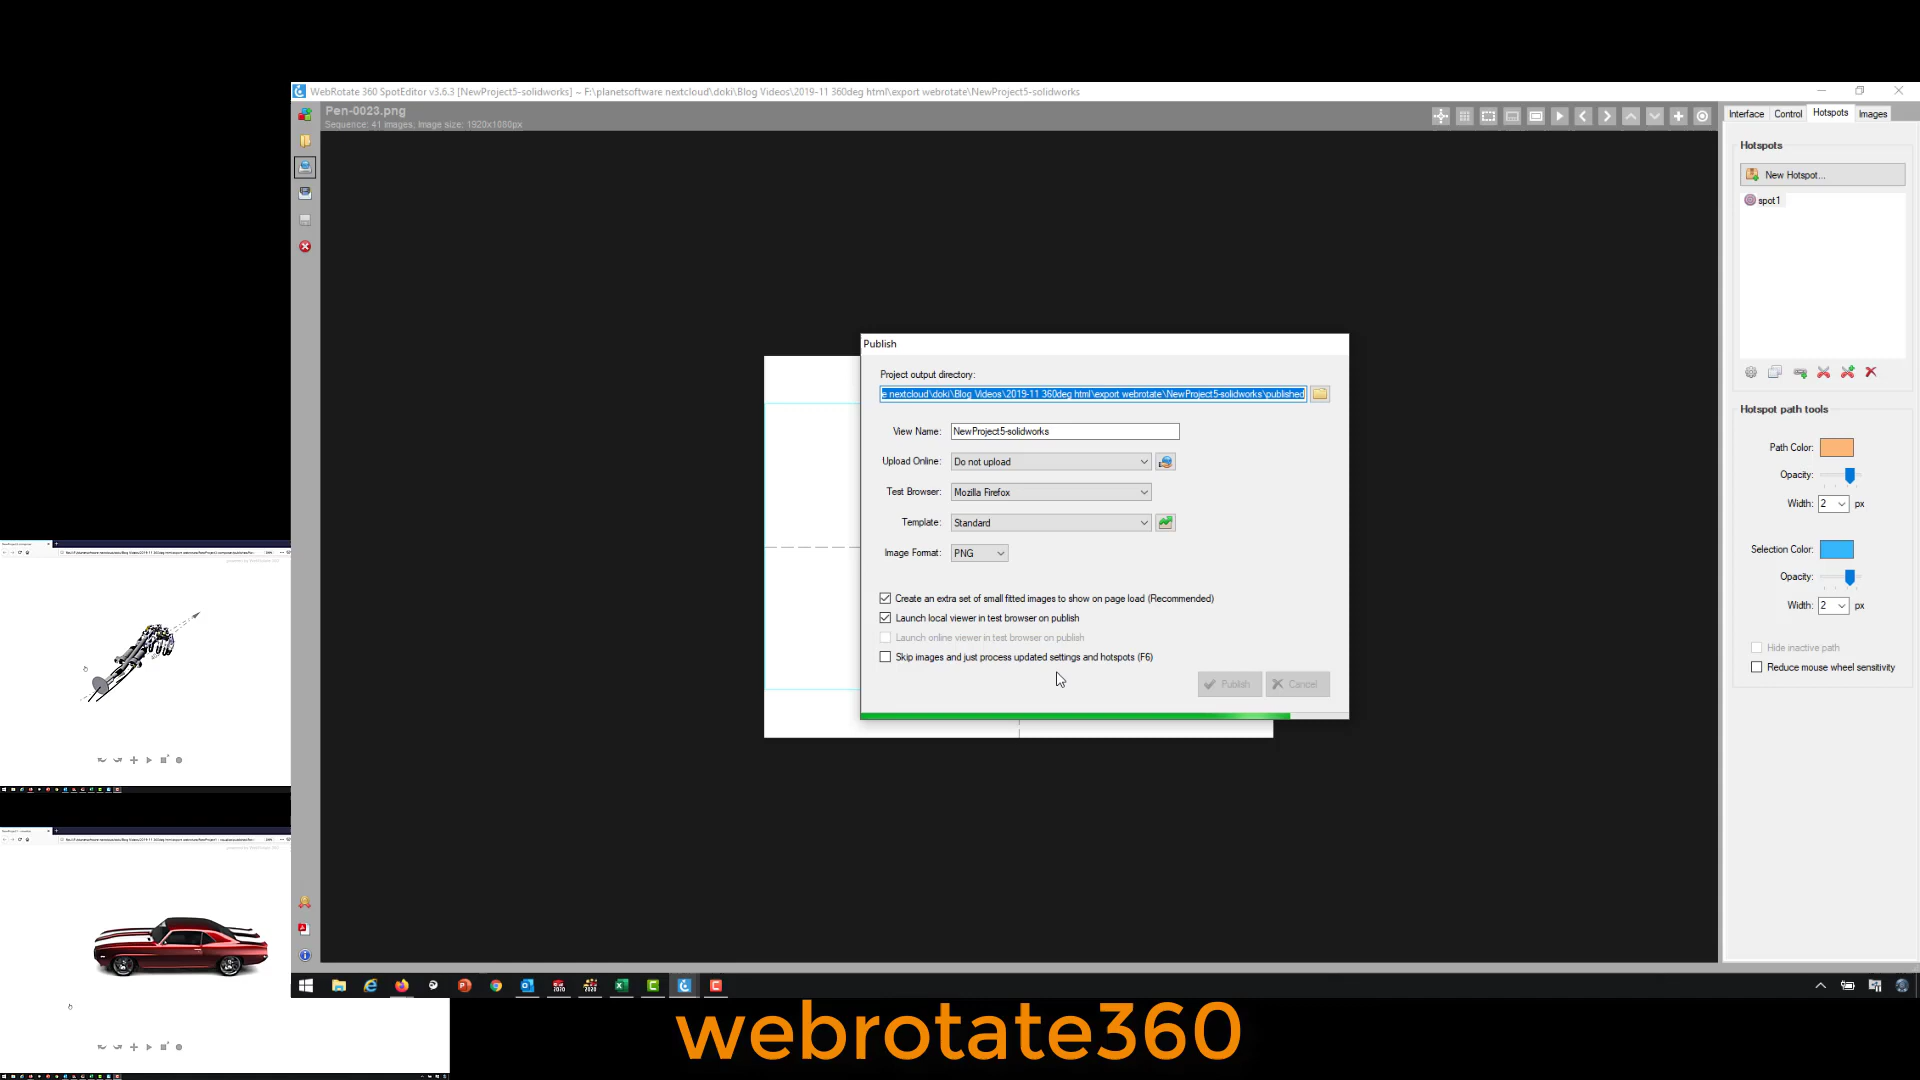 WebRotate 360 SpotEditor v3.6.3 [NewProject5-solidworks] ~ F:\planetsoftware nextcloud\doki\Blog Videos\2019-11 360deg html\export webrotate\NewProject5-solidworks
Pen-0023.png
Sequence: 41 images; Image size: 1920x1080px
Interface
Control
Hotspots
Images
Hotspots
New Hotspot...
spot1
Hotspot path tools
Path Color:
Opacity:
Width: 2 px
Selection Color:
Opacity:
Width: 2 px
Hide inactive path
Reduce mouse wheel sensitivity
Publish
Project output directory:
e nextcloud\doki\Blog Videos\2019-11 360deg html\export webrotate\NewProject5-solidworks\published
View Name: NewProject5-solidworks
Upload Online: Do not upload
Test Browser: Mozilla Firefox
Template: Standard
Image Format: PNG
Create an extra set of small fitted images to show on page load (Recommended)
Launch local viewer in test browser on publish
Launch online viewer in test browser on publish
Skip images and just process updated settings and hotspots (F6)
Publish
Cancel
webrotate360